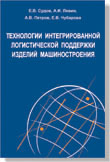 Е.В. Судов, А.И. Левин,
А.В. Петров, Е.В. Чубарова
ТЕХНОЛОГИИ ИНТЕГРИРОВАННОЙ
ЛОГИСТИЧЕСКОЙ ПОДДЕРЖКИ
ИЗДЕЛИЙ МАШИНОСТРОЕНИЯ